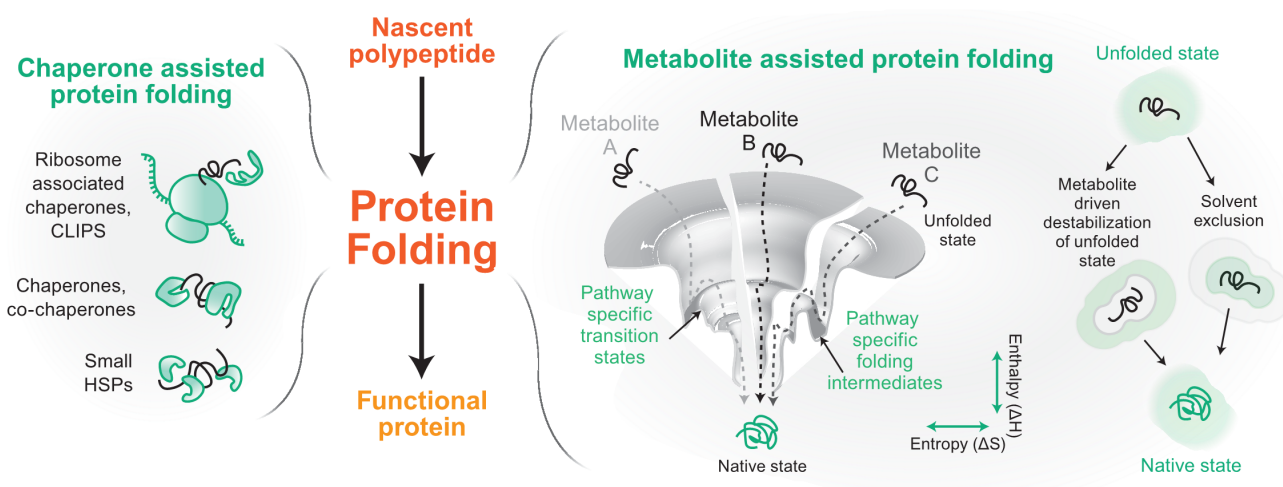 Chaperone assisted
protein folding
Ribosome
associated
chaperones,
CLIPS
Chaperones,
co-chaperones
Small
HSPs
Nascent
polypeptide
Protein
Folding
Functional
protein
Metabolite assisted protein folding
Metabolite
A
Metabolite
B
Metabolite
C
Unfolded
state
Pathway
specific
transition
states
Pathway
specific
folding
intermediates
Native state
Enthalpy (ΔH)
Entropy (ΔS)
Unfolded state
Metabolite
driven
destabilization
of unfolded
state
Solvent
exclusion
Native state